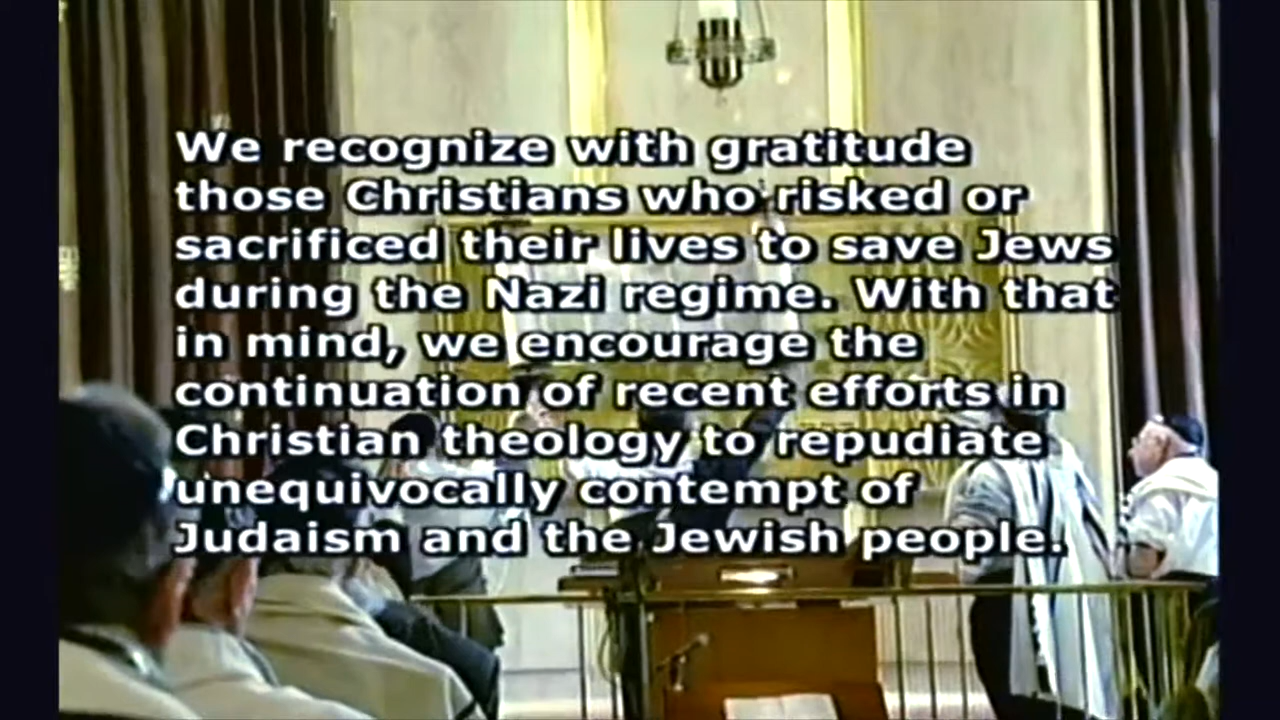 We recognize with gratitude
those Christians who risked or
sacrificed their lives to save Jews
during the Nazi regime. With that
in mind, we encourage the
continuation of recent efforts in
Christian theology to repudiate
unequivocally contempt of
Judaism and the Jewish people.